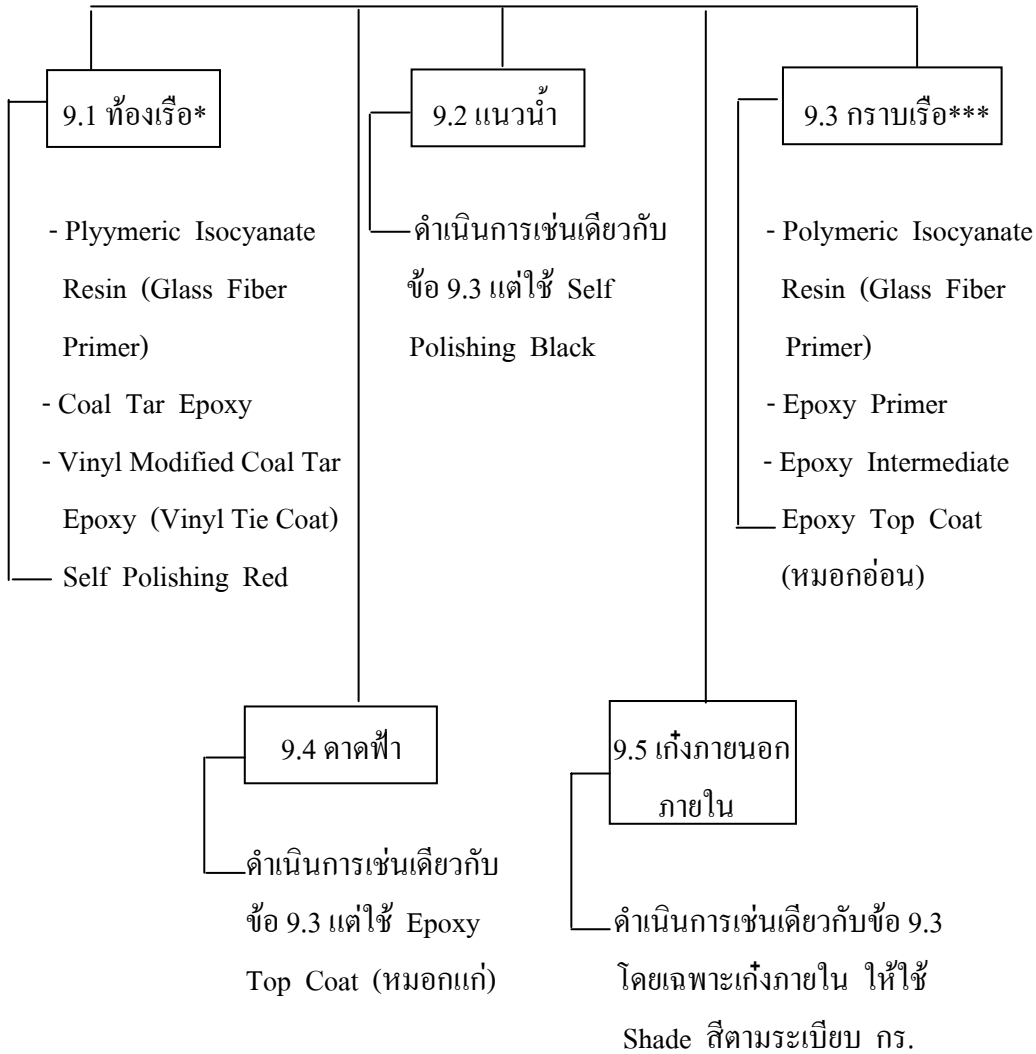 9.1 ท้องเรือ*
- Plyymeric Isocyanate
Resin (Glass Fiber
Primer)
- Coal Tar Epoxy
- Vinyl Modified Coal Tar
Epoxy (Vinyl Tie Coat)
Self Polishing Red
9.2 แนวน้ำ
ดำเนินการเช่นเดียวกับ
ข้อ 9.3 แต่ใช้ Self
Polishing Black
9.3 กราบเรือ***
- Polymeric Isocyanate
Resin (Glass Fiber
Primer)
- Epoxy Primer
- Epoxy Intermediate
Epoxy Top Coat
(หมอกอ่อน)
9.4 ดาดฟ้า
ดำเนินการเช่นเดียวกับ
ข้อ 9.3 แต่ใช้ Epoxy
Top Coat (หมอกแก่)
9.5 เก๋งภายนอก
ภายใน
ดำเนินการเช่นเดียวกับข้อ 9.3
โดยเฉพาะเก๋งภายใน ให้ใช้
Shade สีตามระเบียบ กร.